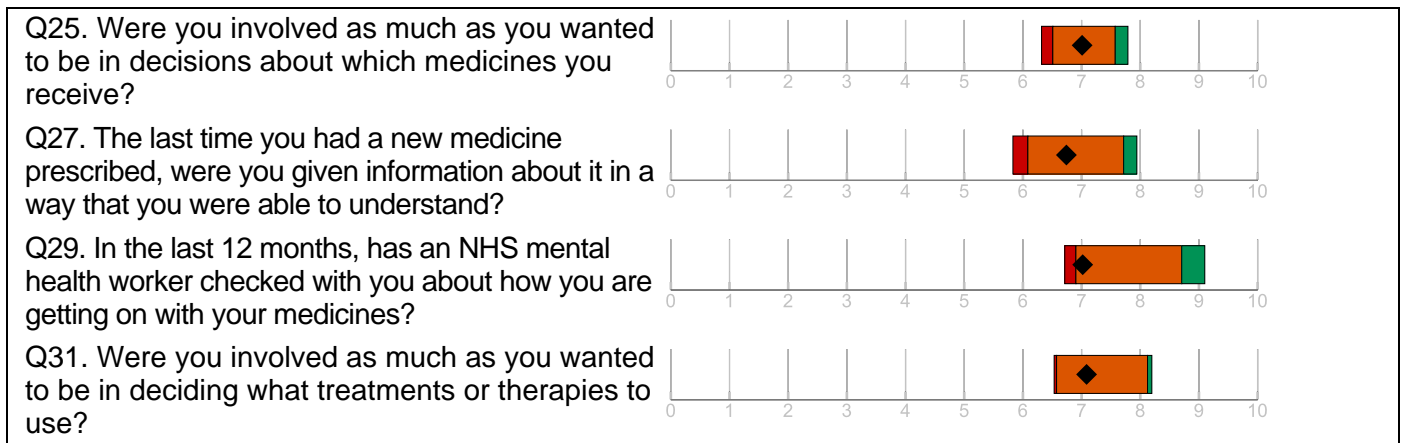 Q25. Were you involved as much as you wanted
to be in decisions about which medicines you
receive?
0 1 2 3 4 5 6 7 8 9 10
Q27. The last time you had a new medicine
prescribed, were you given information about it in a
way that you were able to understand?
0 1 2 3 4 5 6 7 8 9 10
Q29. In the last 12 months, has an NHS mental
health worker checked with you about how you are
getting on with your medicines?
0 1 2 3 4 5 6 7 8 9 10
Q31. Were you involved as much as you wanted
to be in deciding what treatments or therapies to
use?
0 1 2 3 4 5 6 7 8 9 10